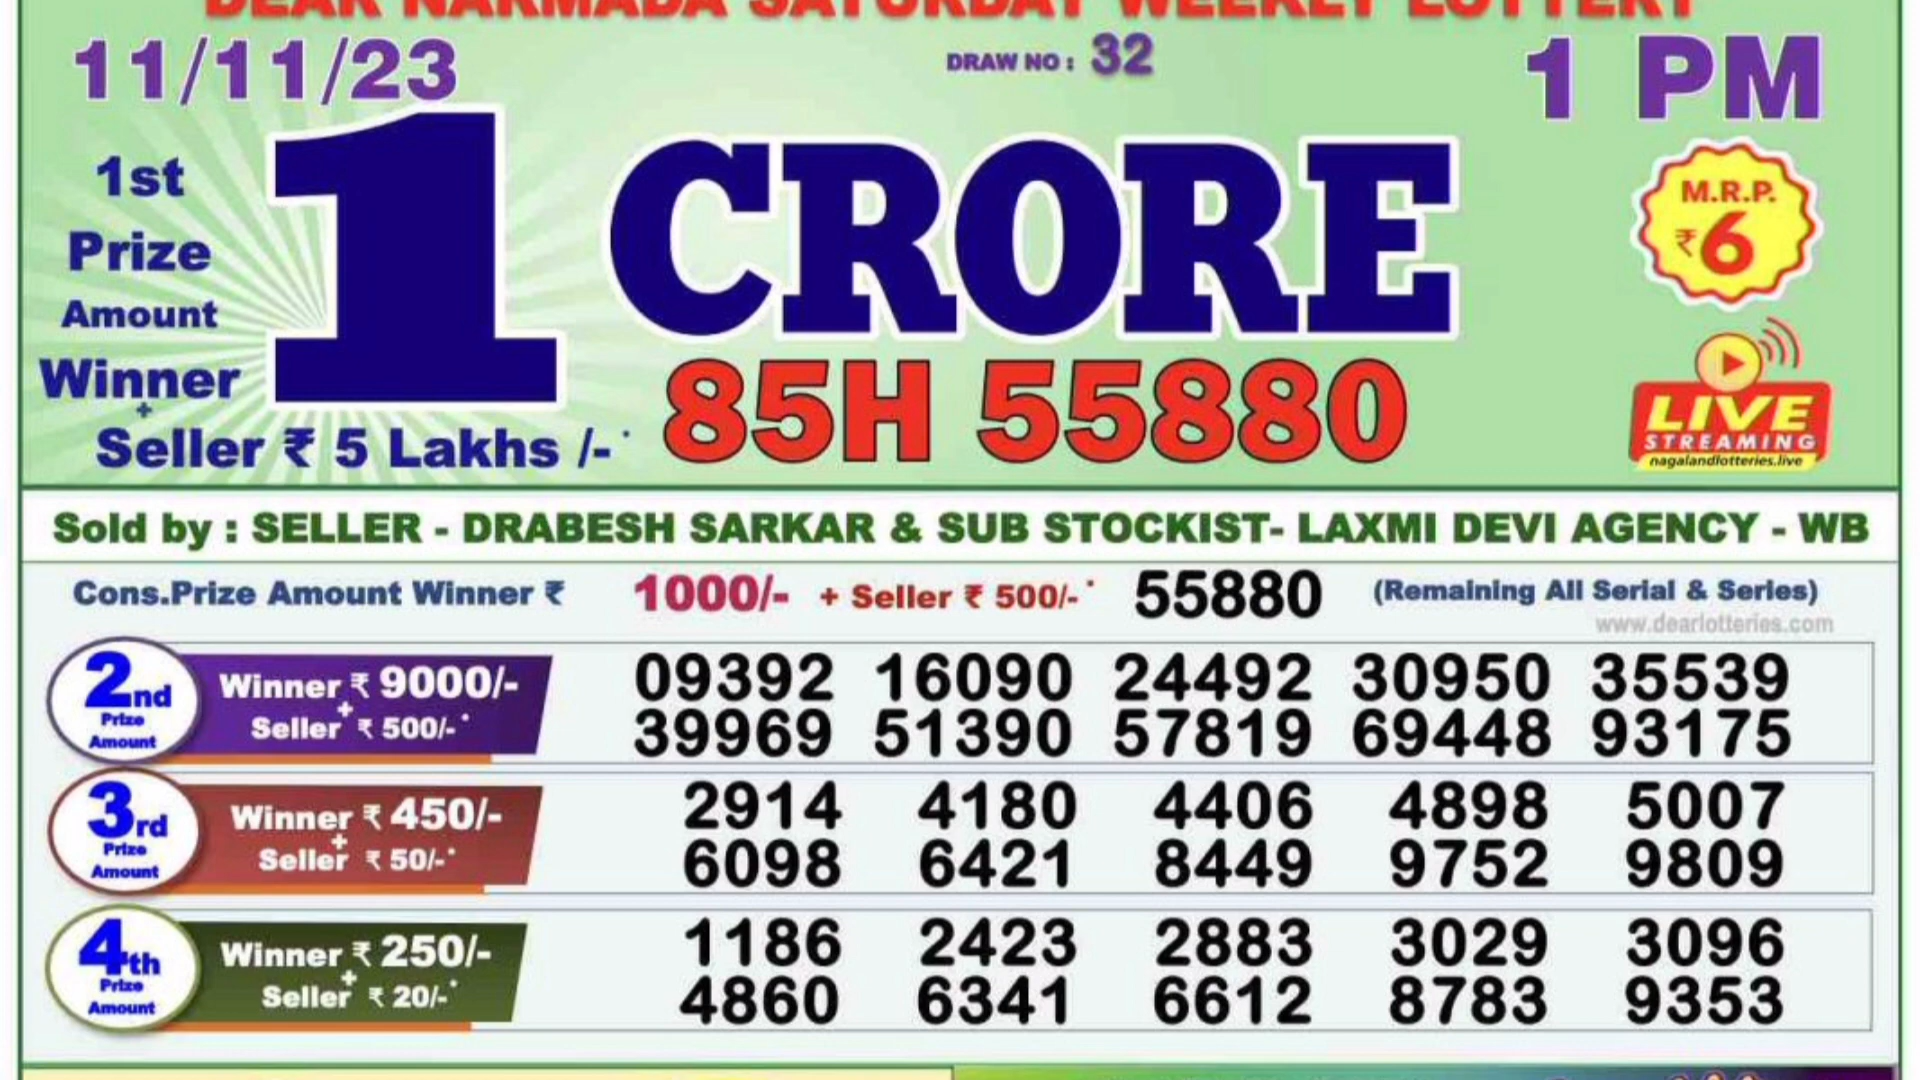 DEAR NARMADA SATURDAY WEEKLY LOTTERY
11/11/23
DRAW NO : 32
1 PM
1st
Prize
Amount
Winner
+
Seller ₹ 5 Lakhs /-*
1 CRORE
85H 55880
M.R.P.
₹6
LIVE
STREAMING
nagalandlotteries.live
Sold by : SELLER - DRABESH SARKAR & SUB STOCKIST- LAXMI DEVI AGENCY - WB
Cons.Prize Amount Winner ₹ 1000/- + Seller ₹ 500/-* 55880 (Remaining All Serial & Series)
www.dearlotteries.com
2nd
Prize
Amount
Winner ₹ 9000/-
+
Seller ₹ 500/-*
09392 16090 24492 30950 35539
39969 51390 57819 69448 93175
3rd
Prize
Amount
Winner ₹ 450/-
+
Seller ₹ 50/-*
2914 4180 4406 4898 5007
6098 6421 8449 9752 9809
4th
Prize
Amount
Winner ₹ 250/-
+
Seller ₹ 20/-*
1186 2423 2883 3029 3096
4860 6341 6612 8783 9353